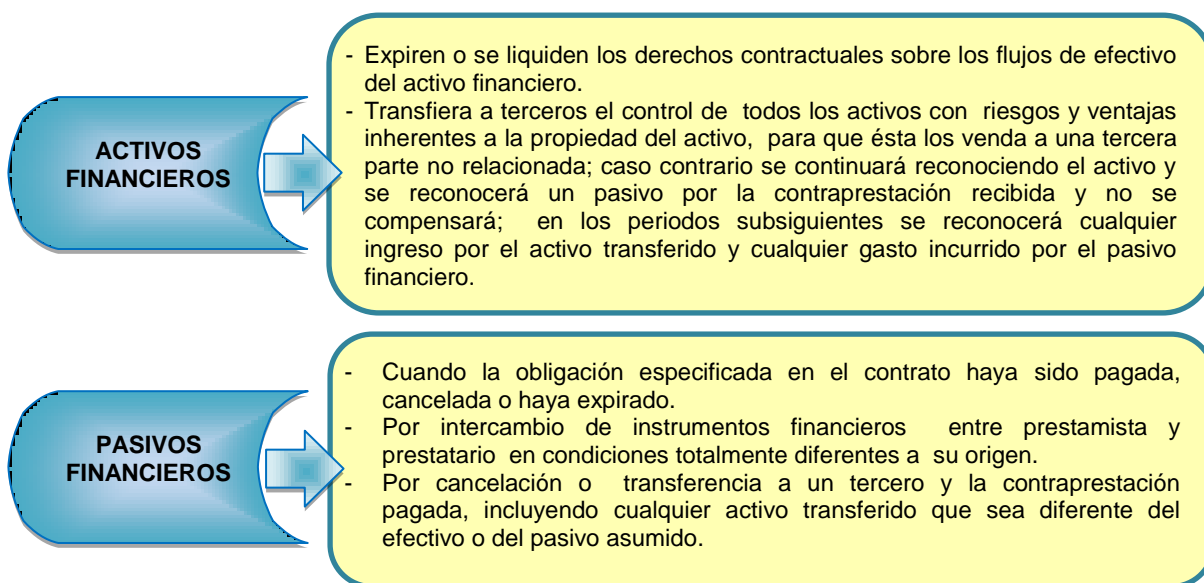 ACTIVOS
FINANCIEROS
- Expiren o se liquiden los derechos contractuales sobre los flujos de efectivo
del activo financiero.
- Transfiera a terceros el control de todos los activos con riesgos y ventajas
inherentes a la propiedad del activo, para que ésta los venda a una tercera
parte no relacionada; caso contrario se continuará reconociendo el activo y
se reconocerá un pasivo por la contraprestación recibida y no se
compensará; en los periodos subsiguientes se reconocerá cualquier
ingreso por el activo transferido y cualquier gasto incurrido por el pasivo
financiero.
PASIVOS
FINANCIEROS
- Cuando la obligación especificada en el contrato haya sido pagada,
cancelada o haya expirado.
- Por intercambio de instrumentos financieros entre prestamista y
prestatario en condiciones totalmente diferentes a su origen.
- Por cancelación o transferencia a un tercero y la contraprestación
pagada, incluyendo cualquier activo transferido que sea diferente del
efectivo o del pasivo asumido.